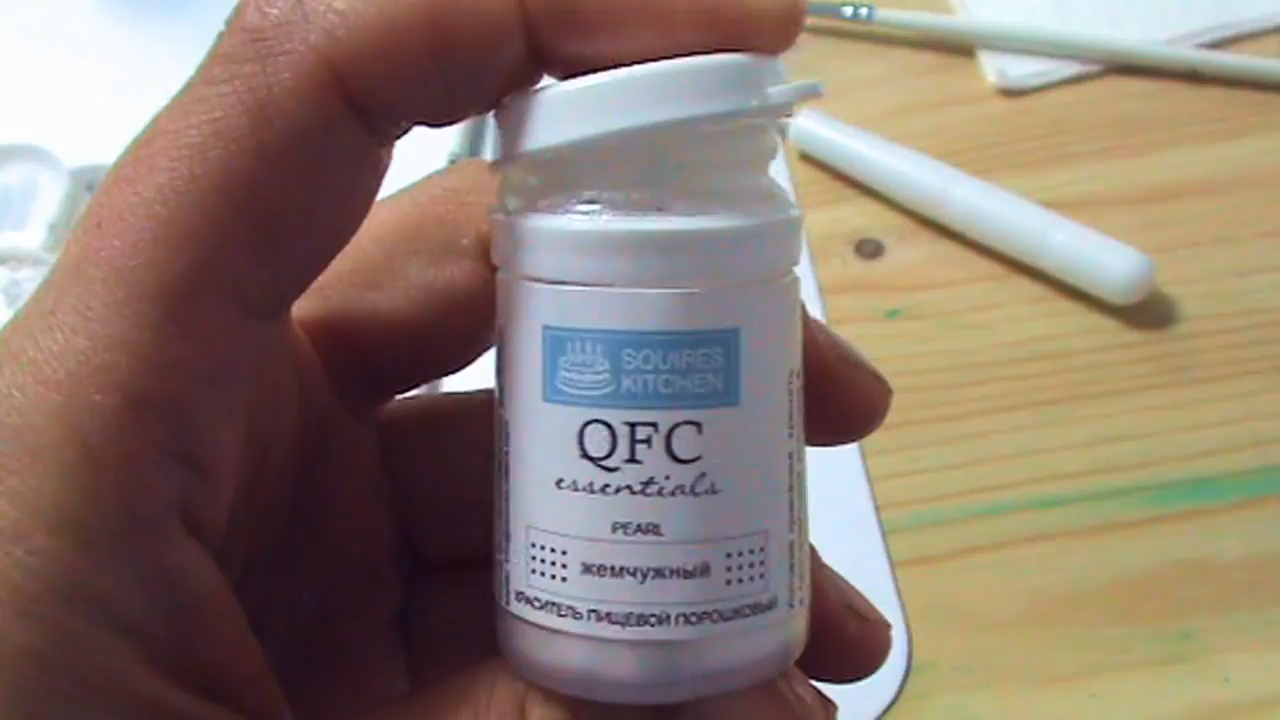 SQUIRES
KITCHEN
QFC
essentials
PEARL
жемчужный
КРАСИТЕЛЬ ПИЩЕВОЙ ПОРОШКОВЫЙ